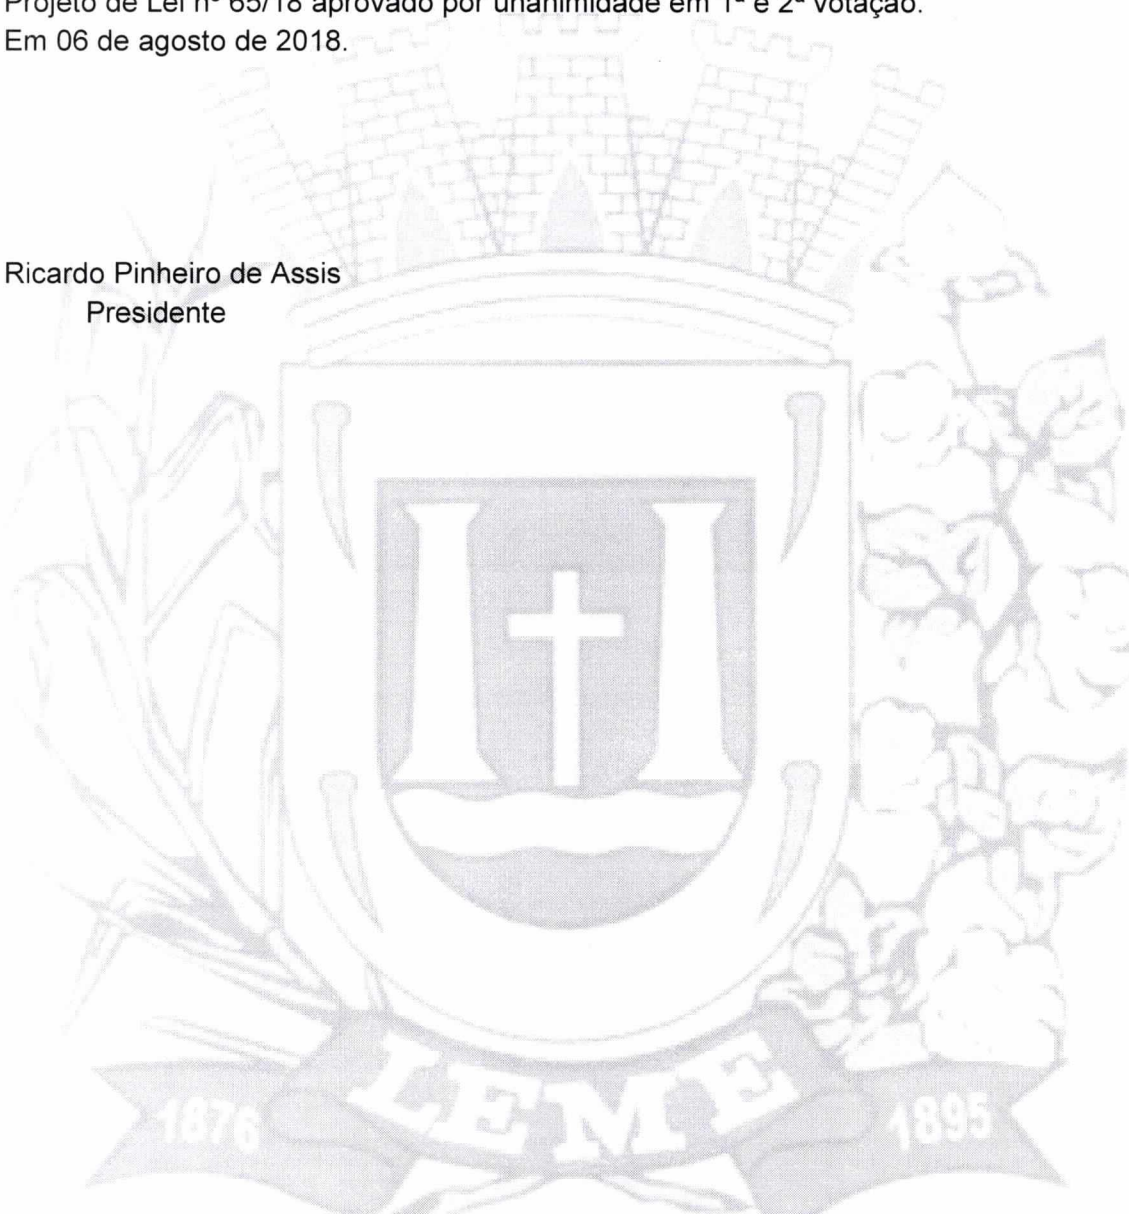 Projeto de Lei nº 65/18 aprovado por unanimidade em 1ª e 2ª votação.
Em 06 de agosto de 2018.
Ricardo Pinheiro de Assis
Presidente
1876
LEME
1895